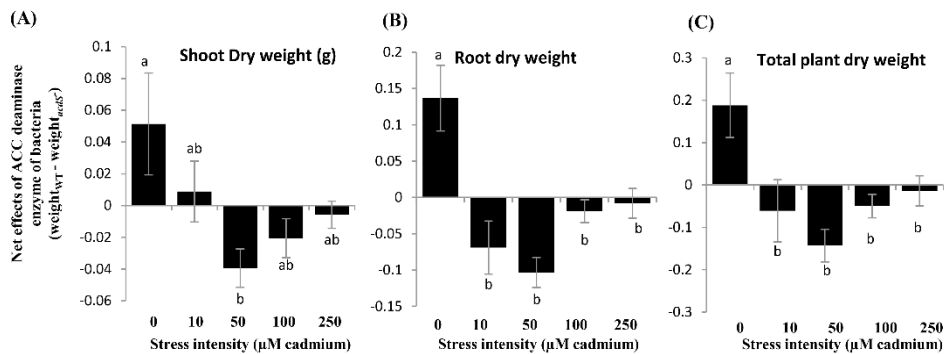 (A)
Shoot Dry weight (g)
Net effects of ACC deaminase
enzyme of bacteria
(weightWT - weightacdS-)
0.1
0.08
0.06
0.04
0.02
0
-0.02
-0.04
-0.06
a
ab
b
ab
ab
0 10 50 100 250
Stress intensity (µM cadmium)
(B)
Root dry weight
0.2
0.15
0.1
0.05
0
-0.05
-0.1
-0.15
a
b
b
b
b
0 10 50 100 250
Stress intensity (µM cadmium)
(C)
Total plant dry weight
0.3
0.2
0.1
0
-0.1
-0.2
-0.3
a
b
b
b
b
0 10 50 100 250
Stress intensity (µM cadmium)